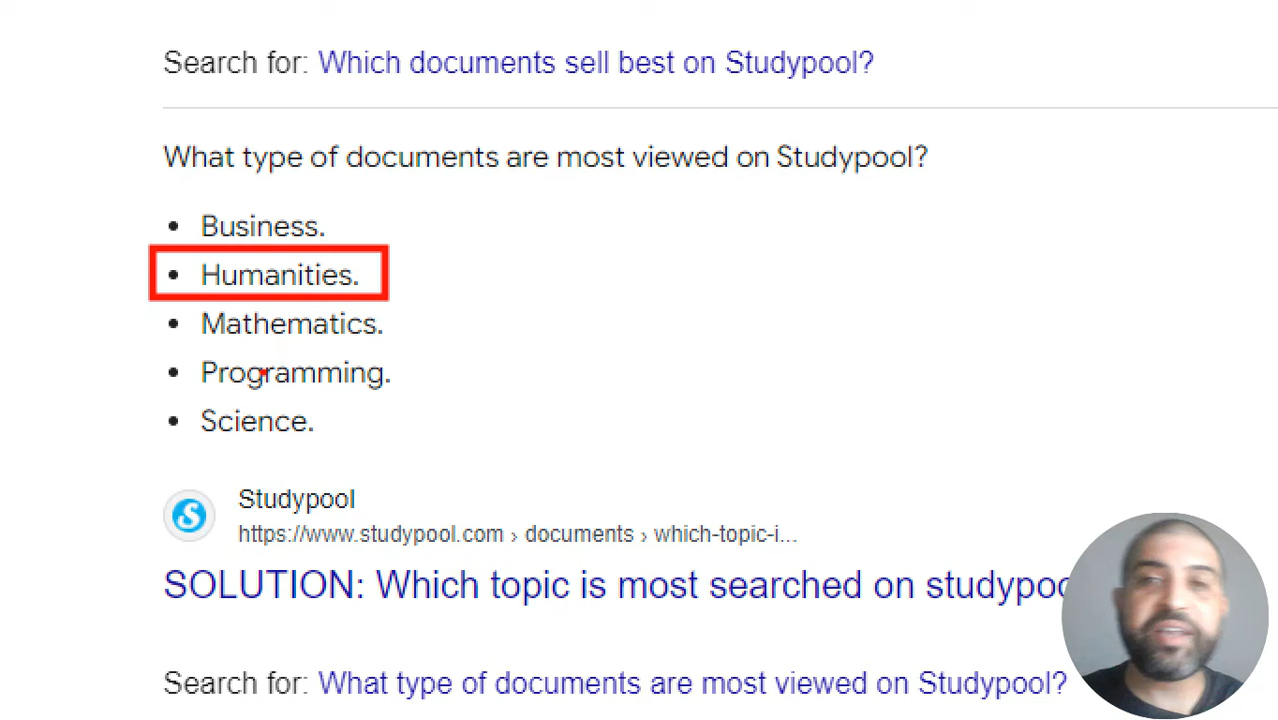 Search for: Which documents sell best on Studypool?
What type of documents are most viewed on Studypool?
• Business.
• Humanities.
• Mathematics.
• Programming.
• Science.
S
Studypool
https://www.studypool.com › documents › which-topic-i...
SOLUTION: Which topic is most searched on studypo
Search for: What type of documents are most viewed on Studypool?